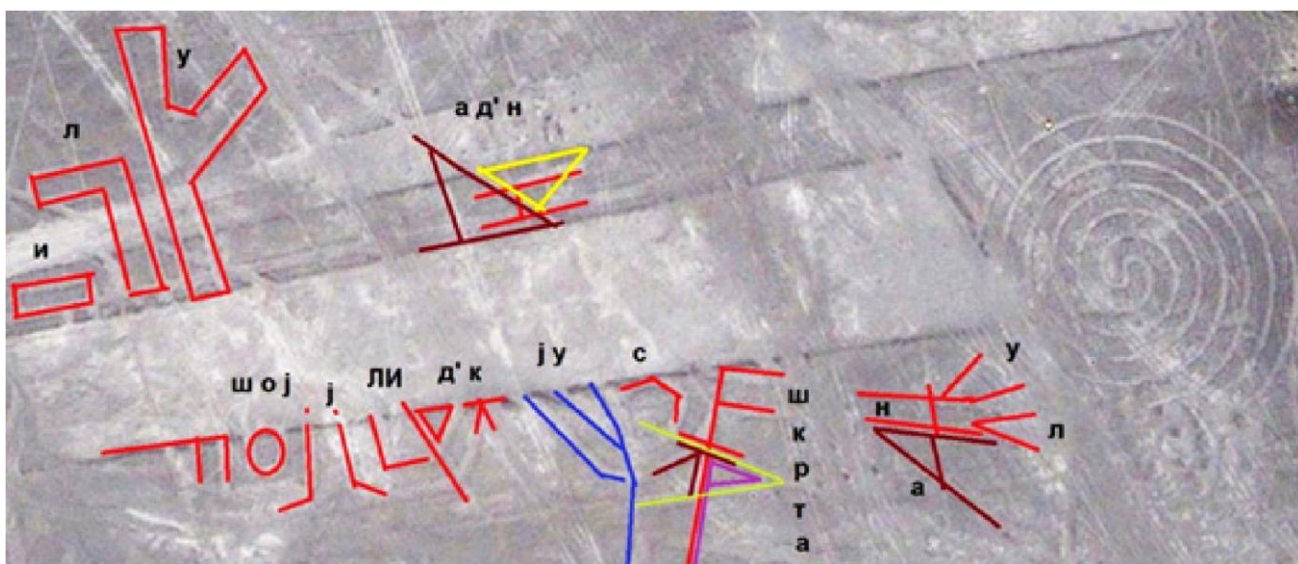 у
л
а д' н
и
ш о ј
ј
ЛИ
д' к
ј у
с
у
ш
к
р
т
а
н
л
а